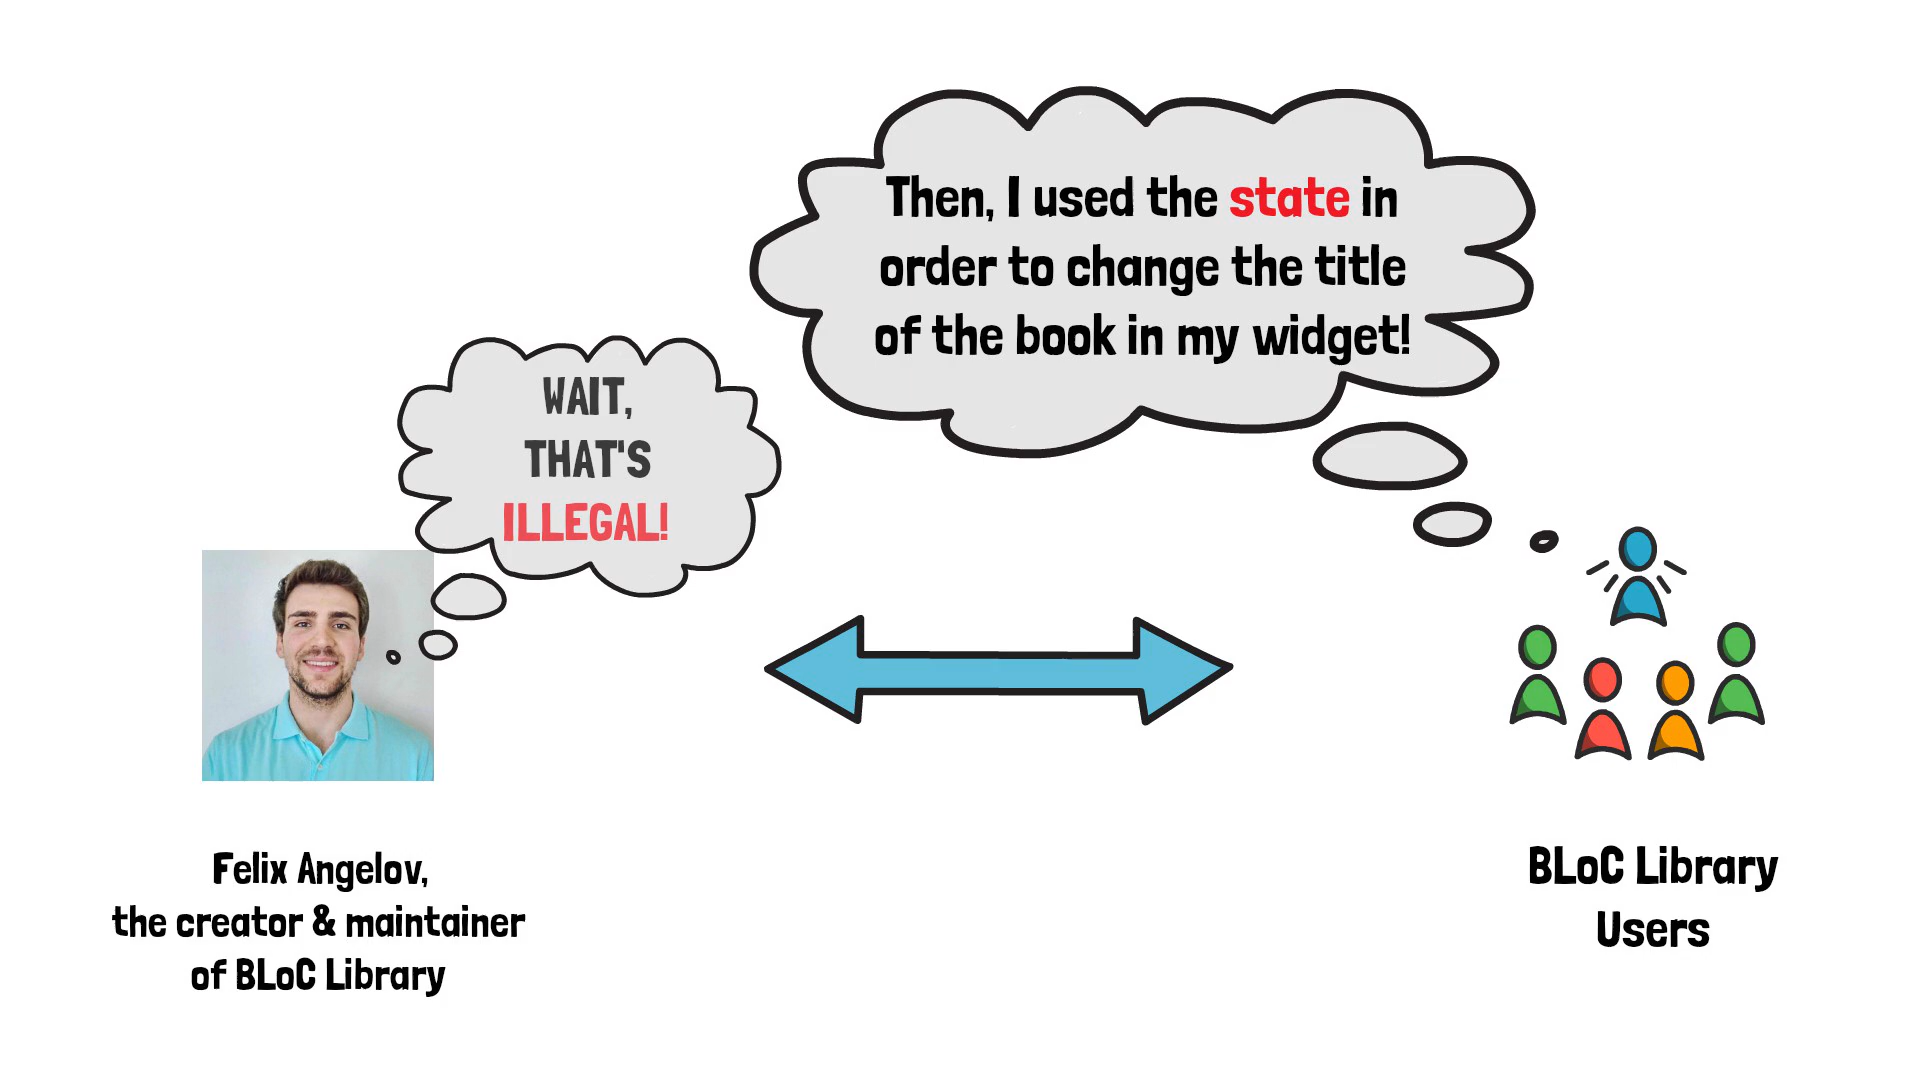 Then, I used the state in
order to change the title
of the book in my widget!
WAIT,
THAT'S
ILLEGAL!
Felix Angelov,
the creator & maintainer
of BLoC Library
BLoC Library
Users